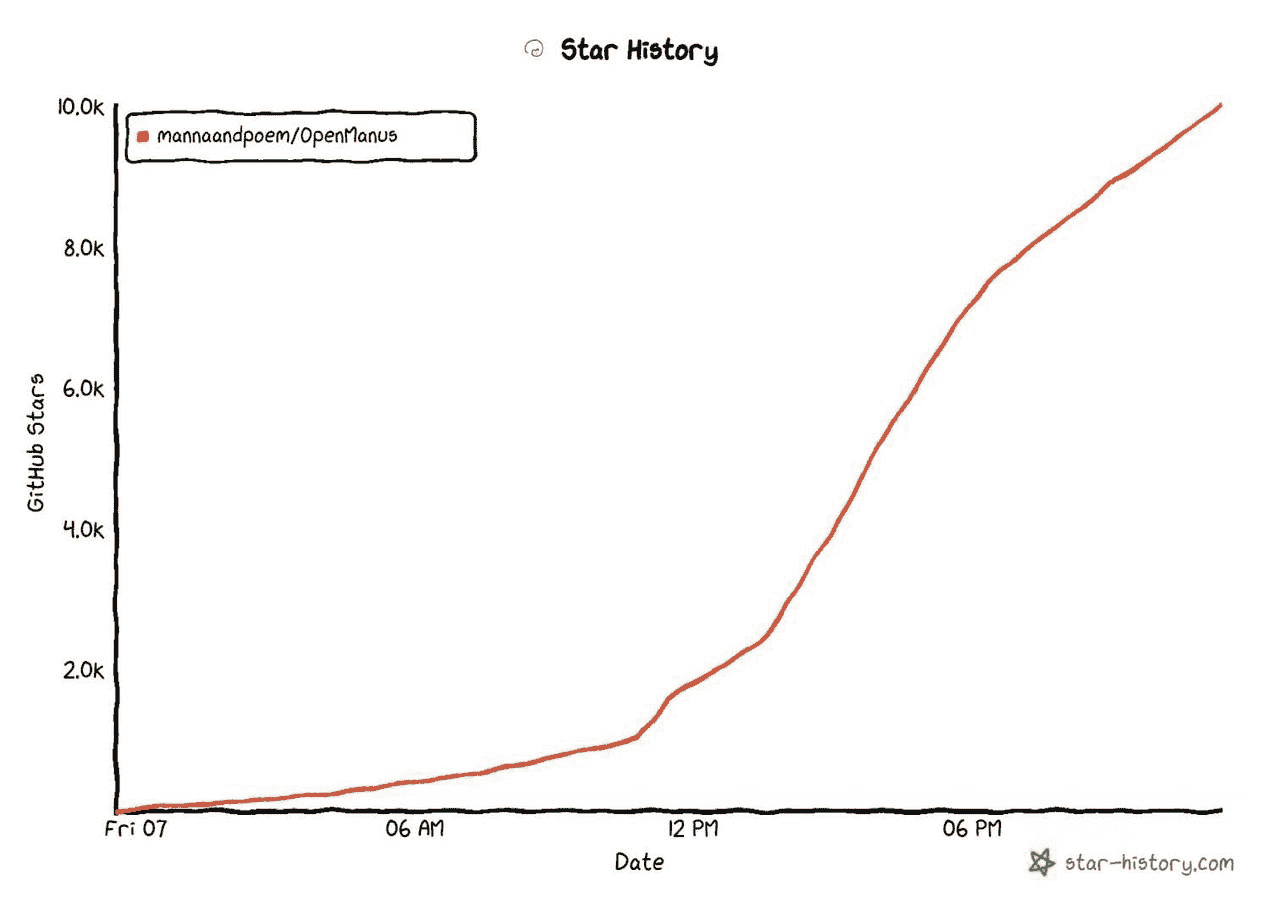 Star History
10.0K
mannaandpoem/OpenManus
8.0K
6.0K
GitHub Stars
4.0K
2.0K
Fri 07
06 AM
12 PM
06 PM
Date
star-history.com